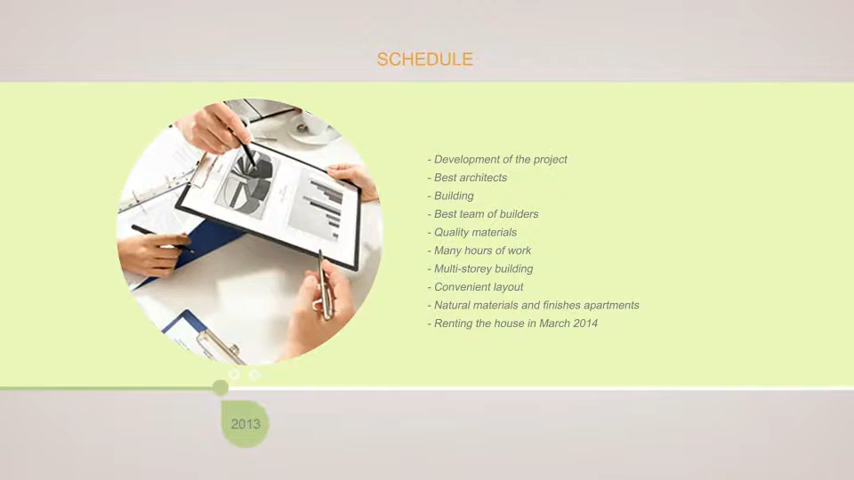 SCHEDULE
- Development of the project
- Best architects
- Building
- Best team of builders
- Quality materials
- Many hours of work
- Multi-storey building
- Convenient layout
- Natural materials and finishes apartments
- Renting the house in March 2014
2013